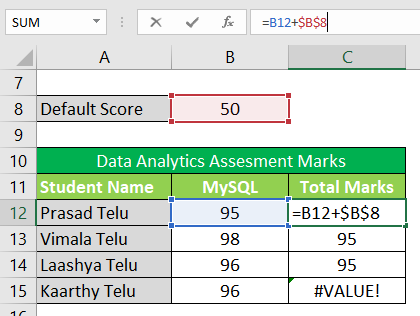 SUM =B12+$B$8
A B C
7
8 Default Score 50
9
10 Data Analytics Assesment Marks
11 Student Name MySQL Total Marks
12 Prasad Telu 95 =B12+$B$8
13 Vimala Telu 98 95
14 Laashya Telu 96 95
15 Kaarthy Telu 96 #VALUE!